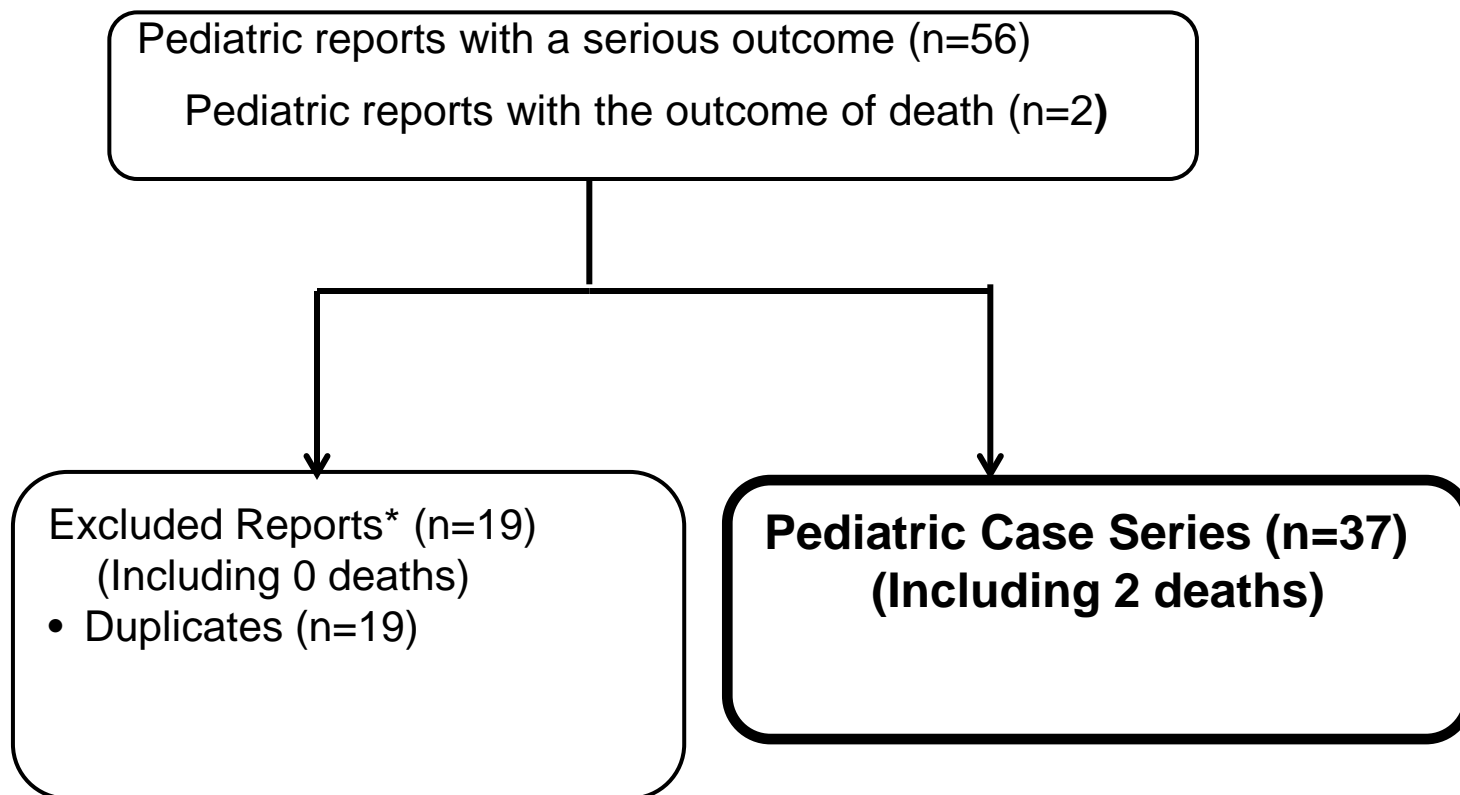 Pediatric reports with a serious outcome (n=56)
Pediatric reports with the outcome of death (n=2)
Excluded Reports* (n=19)
(Including 0 deaths)
• Duplicates (n=19)
Pediatric Case Series (n=37)
(Including 2 deaths)